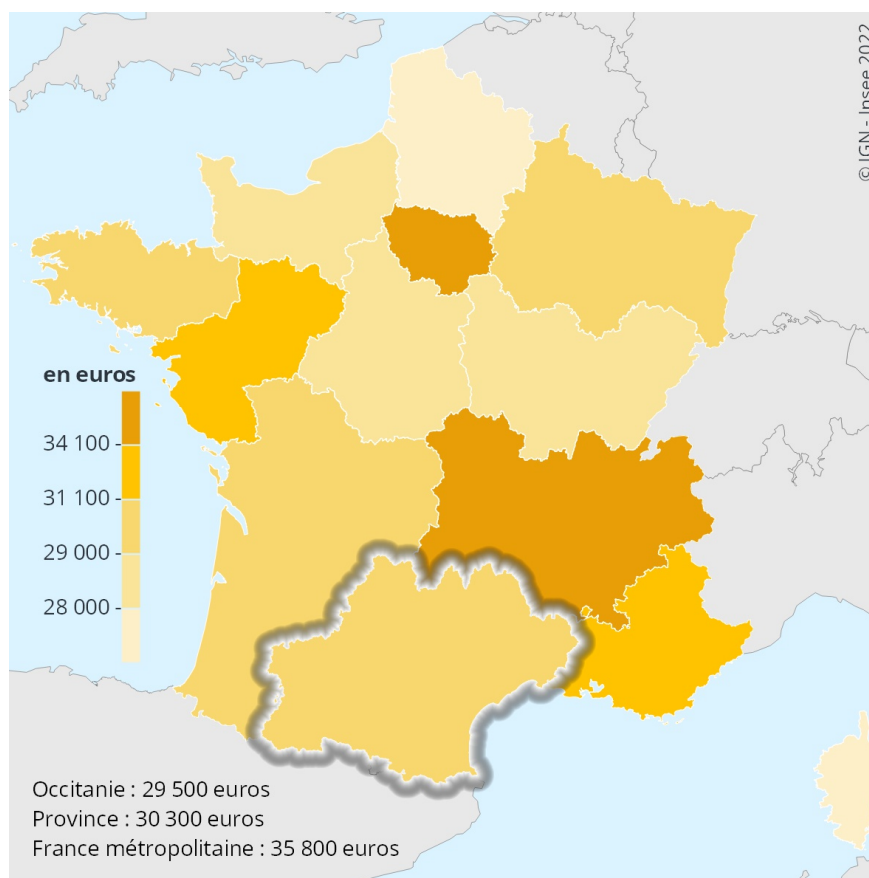 © IGN - Insee 2022
en euros
34 100
31 100
29 000
28 000
Occitanie : 29 500 euros
Province : 30 300 euros
France métropolitaine : 35 800 euros